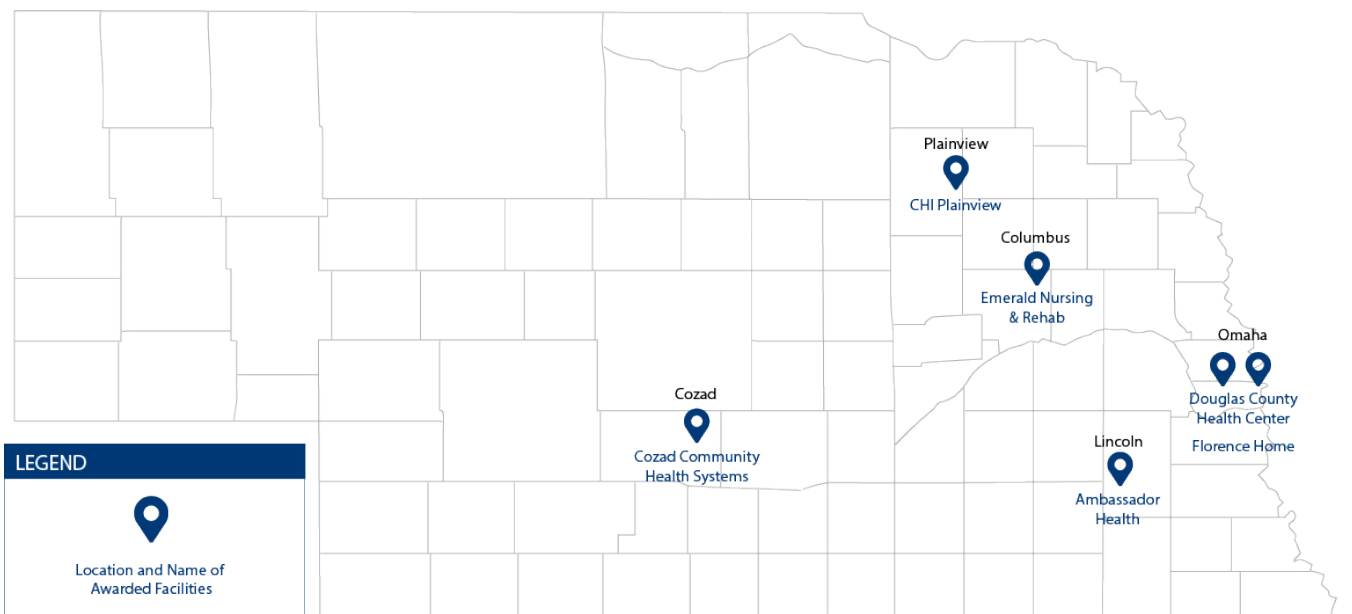 Plainview
CHI Plainview
Columbus
Emerald Nursing
& Rehab
Omaha
Douglas County
Health Center
Florence Home
Cozad
Cozad Community
Health Systems
Lincoln
Ambassador
Health
LEGEND
Location and Name of
Awarded Facilities